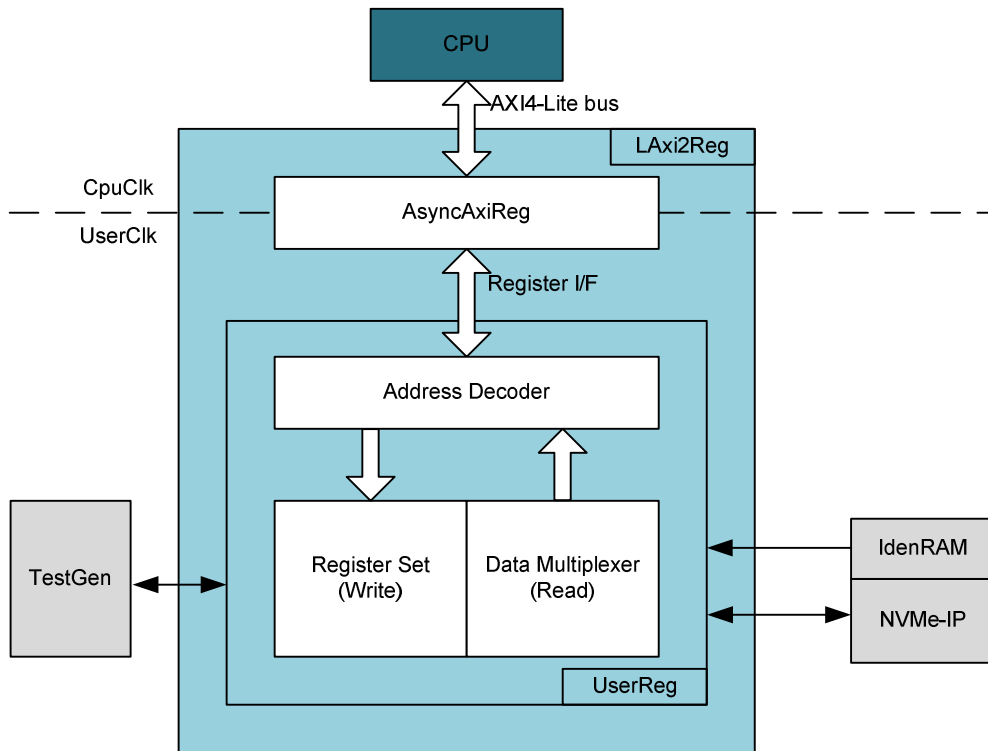 CPU
AXI4-Lite bus
LAxi2Reg
CpuClk
AsyncAxiReg
UserClk
Register I/F
Address Decoder
TestGen
Register Set
(Write)
Data Multiplexer
(Read)
IdenRAM
NVMe-IP
UserReg